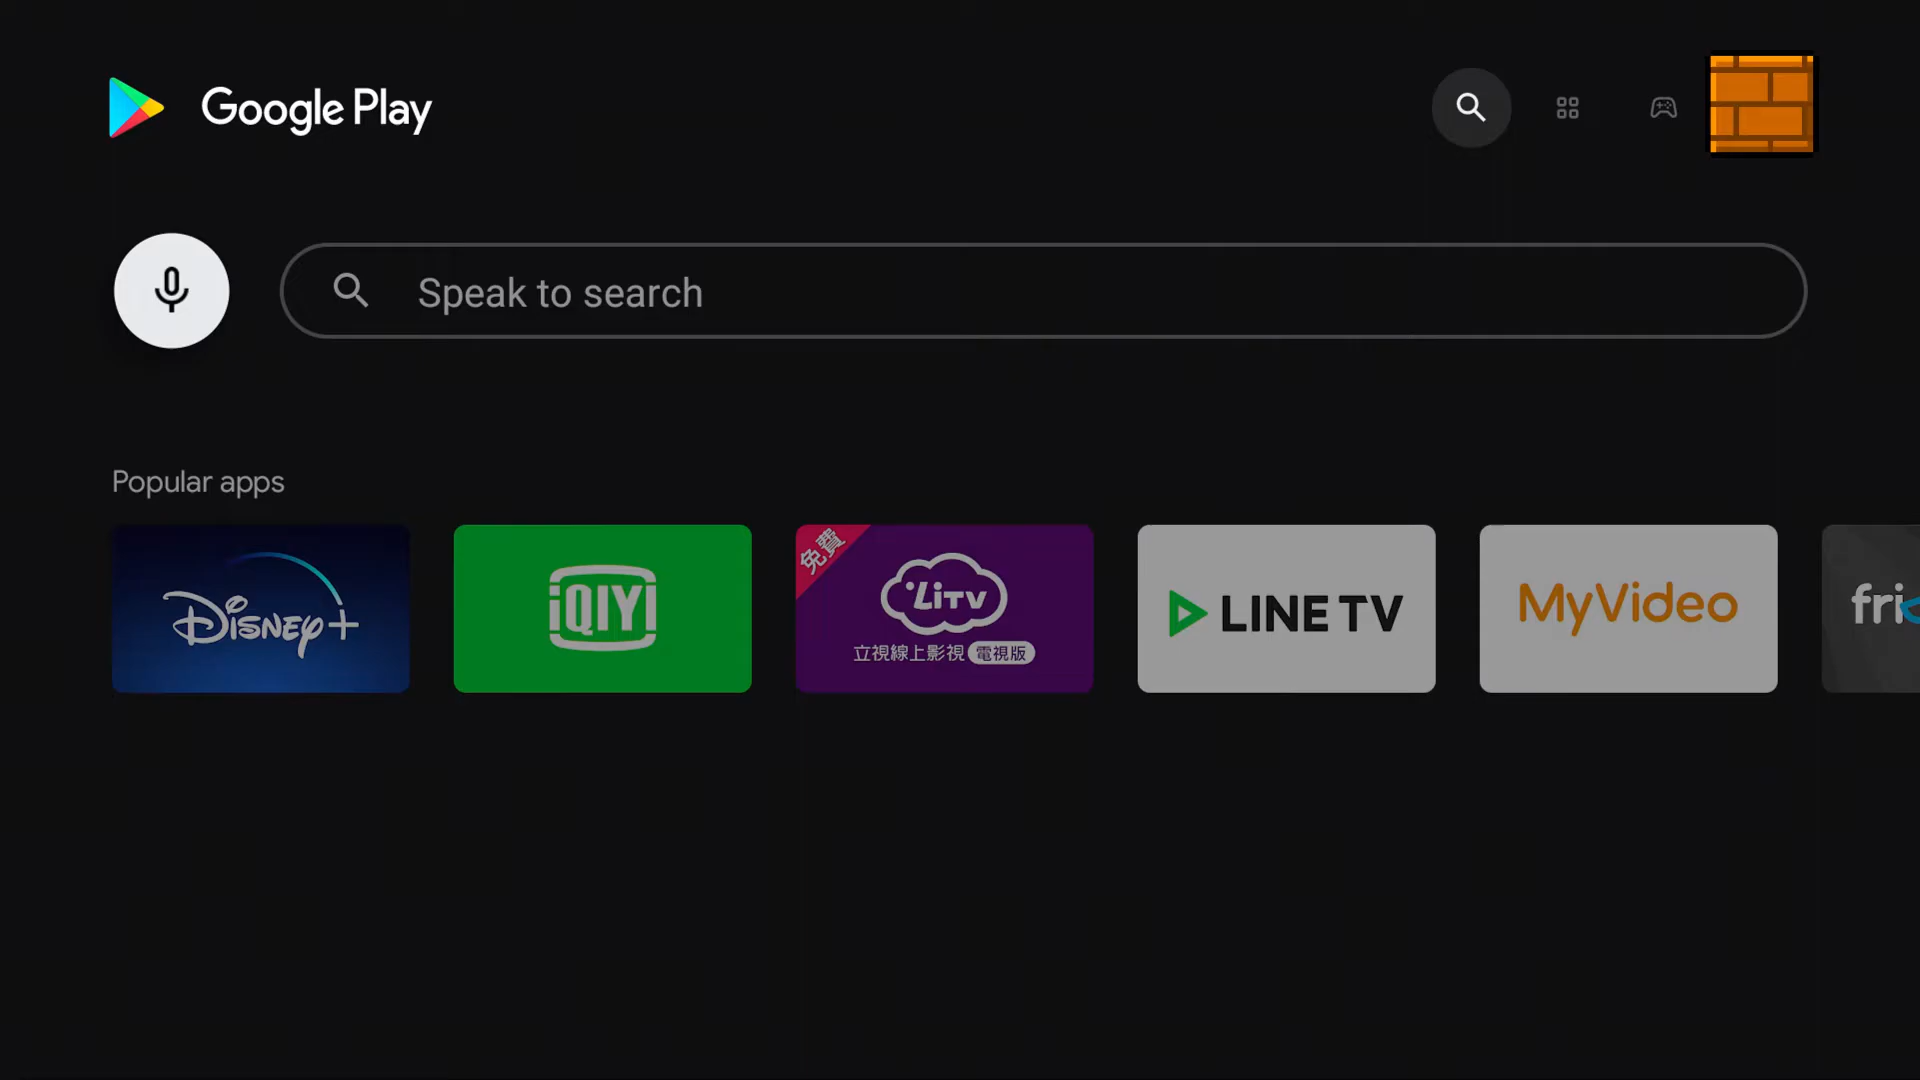 Google Play
Speak to search
Popular apps
Disney+
iQIYI
免費
LiTV
立視線上影視 電視版
LINE TV
MyVideo
fri